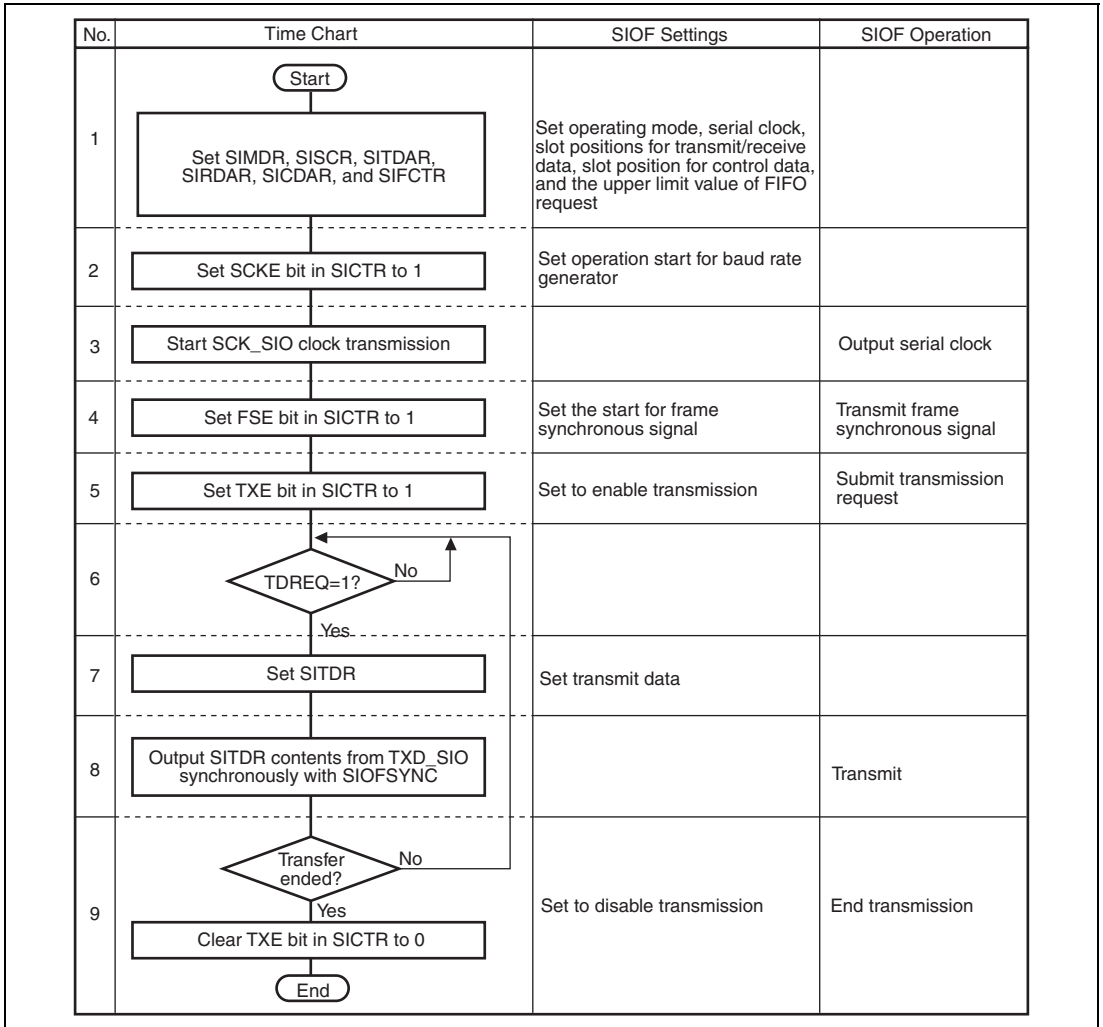 No.
Time Chart
SIOF Settings
SIOF Operation
Start
1
Set SIMDR, SISCR, SITDAR,
SIRDAR, SICDAR, and SIFCTR
Set operating mode, serial clock,
slot positions for transmit/receive
data, slot position for control data,
and the upper limit value of FIFO
request
2
Set SCKE bit in SICTR to 1
Set operation start for baud rate
generator
3
Start SCK_SIO clock transmission
Output serial clock
4
Set FSE bit in SICTR to 1
Set the start for frame
synchronous signal
Transmit frame
synchronous signal
5
Set TXE bit in SICTR to 1
Set to enable transmission
Submit transmission
request
6
TDREQ=1?
No
Yes
7
Set SITDR
Set transmit data
8
Output SITDR contents from TXD_SIO
synchronously with SIOFSYNC
Transmit
9
Transfer
ended?
No
Yes
Clear TXE bit in SICTR to 0
Set to disable transmission
End transmission
End